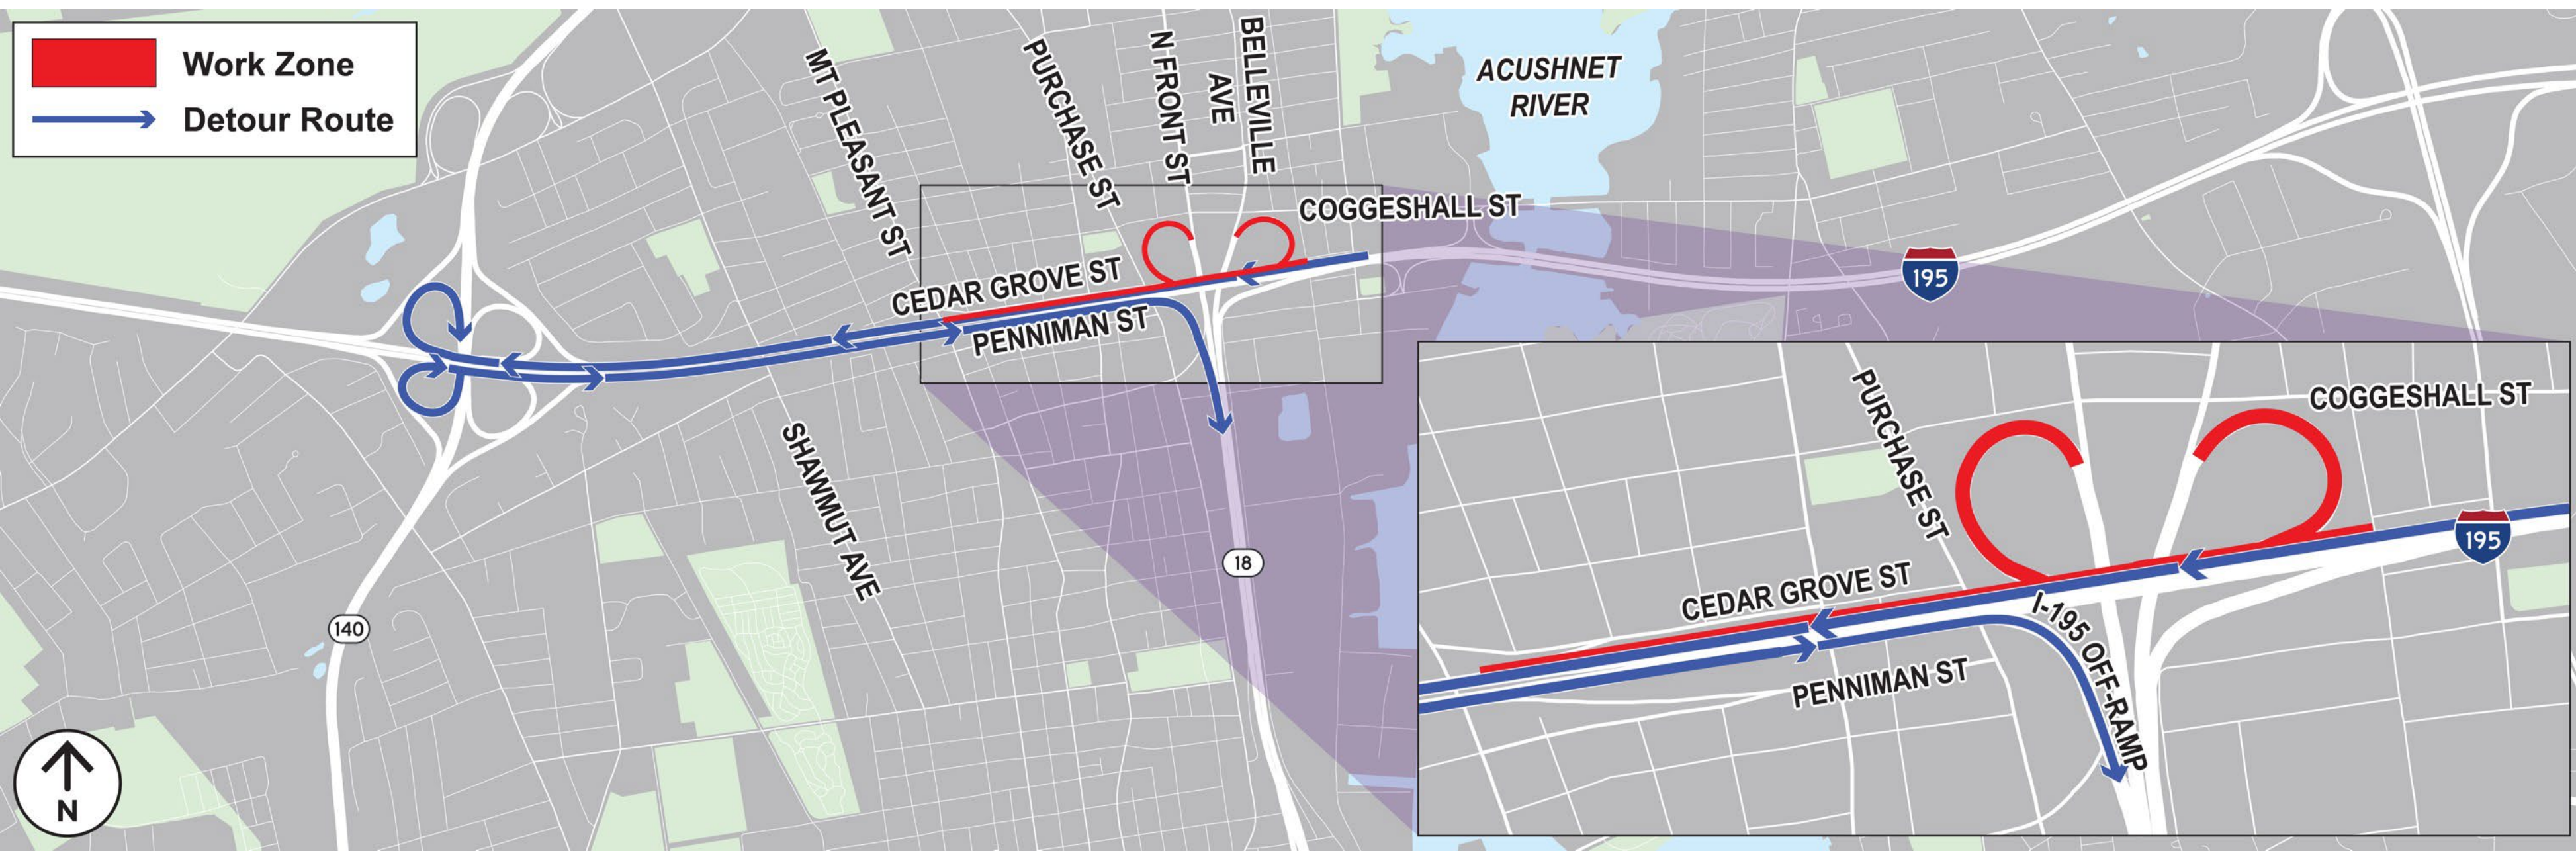 Work Zone
Detour Route
MT PLEASANT ST
PURCHASE ST
N FRONT ST
BELLEVILLE
AVE
ACUSHNET
RIVER
COGGESHALL ST
CEDAR GROVE ST
PENNIMAN ST
195
SHAWMUT AVE
18
140
N
PURCHASE ST
COGGESHALL ST
195
CEDAR GROVE ST
I-195 OFF-RAMP
PENNIMAN ST